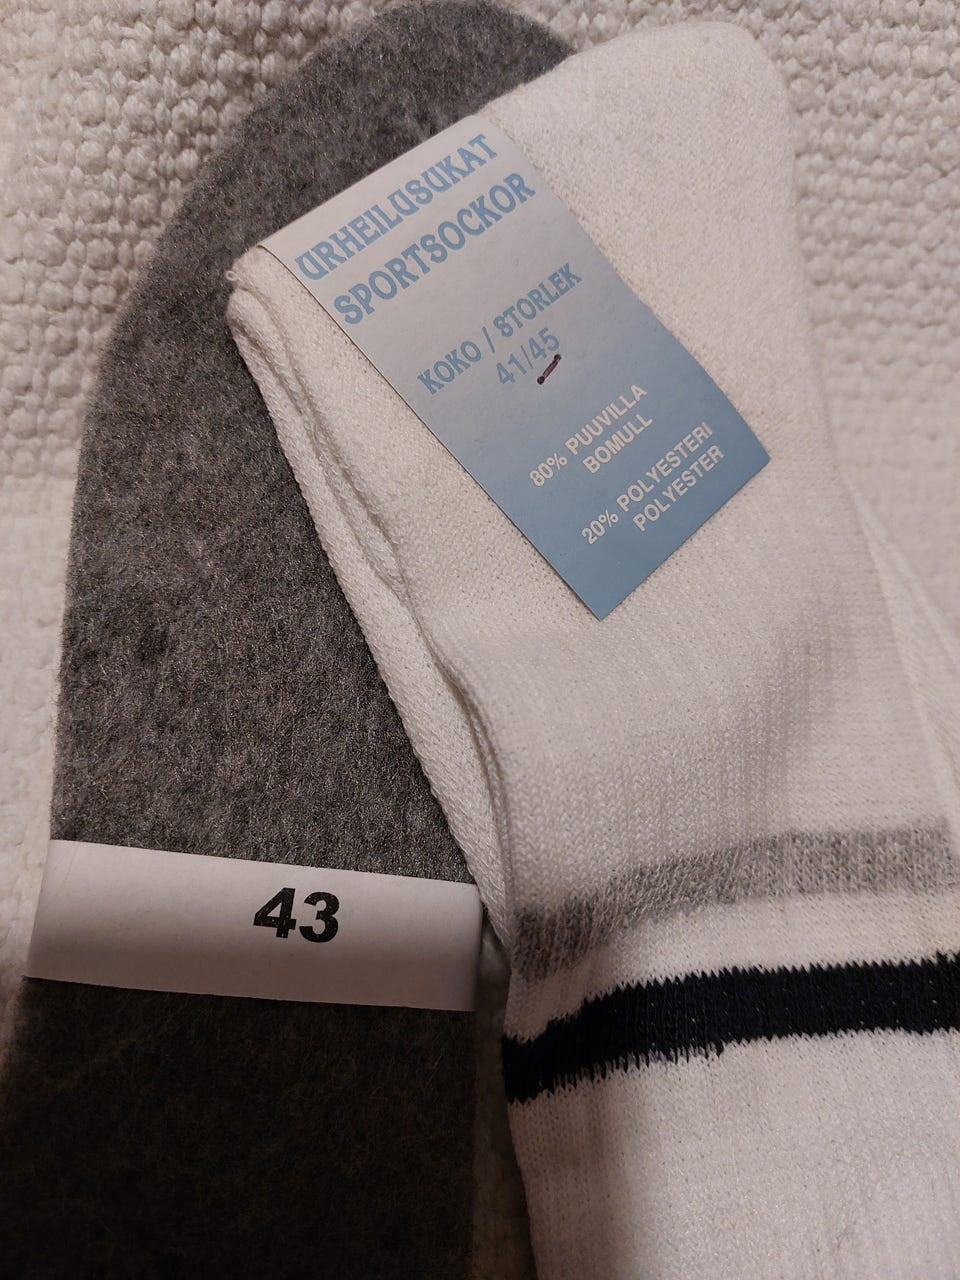 URHEILUSUKAT
SPORTSOCKOR
KOKO / STORLEK
41/45
80% PUUVILLA
BOMULL
20% POLYESTERI
POLYESTER
43